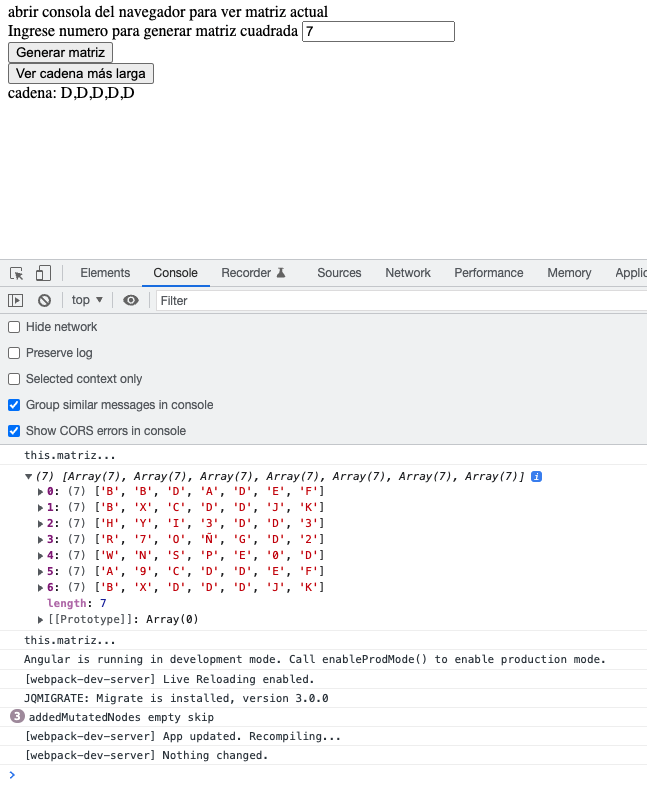 abrir consola del navegador para ver matriz actual
Ingrese numero para generar matriz cuadrada 7
Generar matriz
Ver cadena más larga
cadena: D,D,D,D,D
Elements Console Recorder Sources Network Performance Memory Applic
top ▼ Filter
Hide network
Preserve log
Selected context only
Group similar messages in console
Show CORS errors in console
this.matriz...
▼(7) [Array(7), Array(7), Array(7), Array(7), Array(7), Array(7), Array(7)] i
▶0: (7) ['B', 'B', 'D', 'A', 'D', 'E', 'F']
▶1: (7) ['B', 'X', 'C', 'D', 'D', 'J', 'K']
▶2: (7) ['H', 'Y', 'I', '3', 'D', 'D', '3']
▶3: (7) ['R', '7', 'O', 'Ñ', 'G', 'D', '2']
▶4: (7) ['W', 'N', 'S', 'P', 'E', '0', 'D']
▶5: (7) ['A', '9', 'C', 'D', 'D', 'E', 'F']
▶6: (7) ['B', 'X', 'D', 'D', 'D', 'J', 'K']
length: 7
▶[[Prototype]]: Array(0)
this.matriz...
Angular is running in development mode. Call enableProdMode() to enable production mode.
[webpack-dev-server] Live Reloading enabled.
JQMIGRATE: Migrate is installed, version 3.0.0
3 addedMutatedNodes empty skip
[webpack-dev-server] App updated. Recompiling...
[webpack-dev-server] Nothing changed.
>